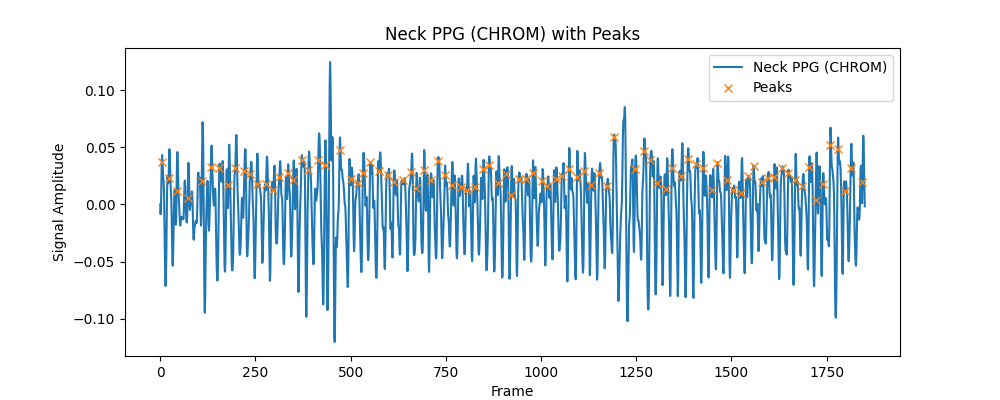 Neck PPG (CHROM) with Peaks
Neck PPG (CHROM)
Peaks
Signal Amplitude
0.10
0.05
0.00
−0.05
−0.10
0 250 500 750 1000 1250 1500 1750
Frame